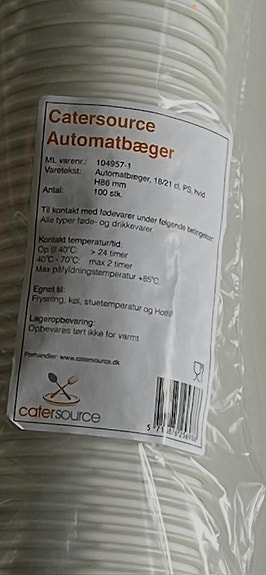 Catersource
Automatbæger
ML varenr.: 104957-1
Varetekst: Automatbæger, 18/21 cl, PS, hvid
H86 mm
Antal: 100 stk.
Til kontakt med fødevarer under følgende betingelser:
Alle typer føde- og drikkevarer.
Kontakt temperatur/tid:
Op til 40°C: > 24 timer
40°C - 70°C: max 2 timer
Max påfyldningstemperatur +85°C
Egnet til:
Frysning, køl, stuetemperatur og Hotfill
Lageropbevaring:
Opbevares tørt ikke for varmt
Forhandler: www.catersource.dk
catersource